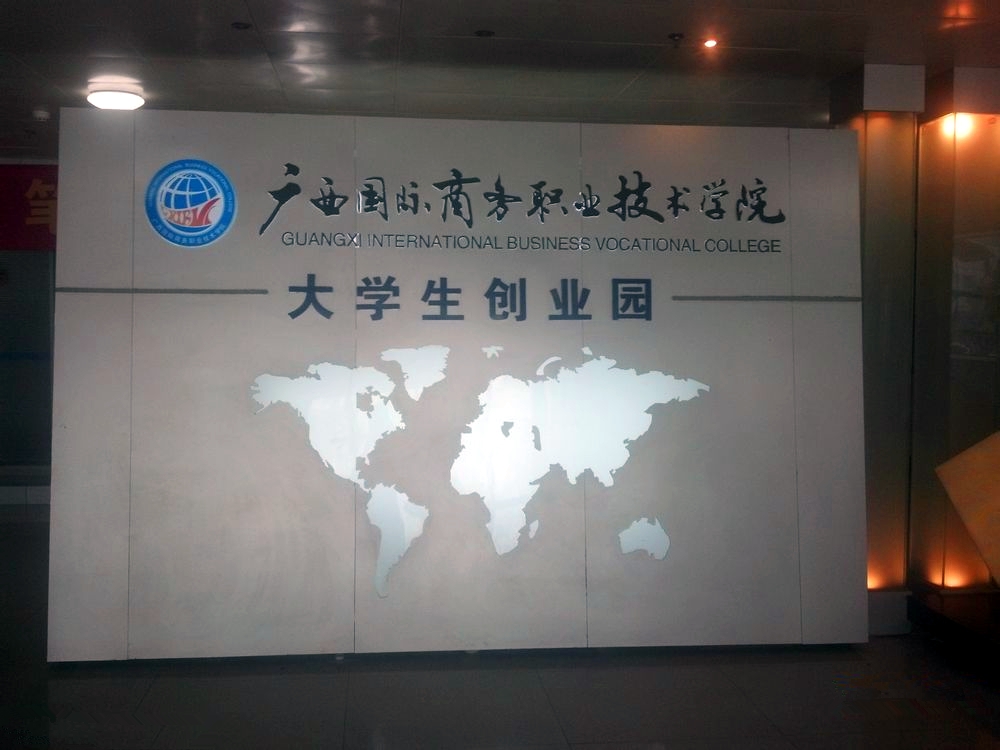 广西国际商务职业技术学院
GUANGXI INTERNATIONAL BUSINESS VOCATIONAL COLLEGE
大学生创业园